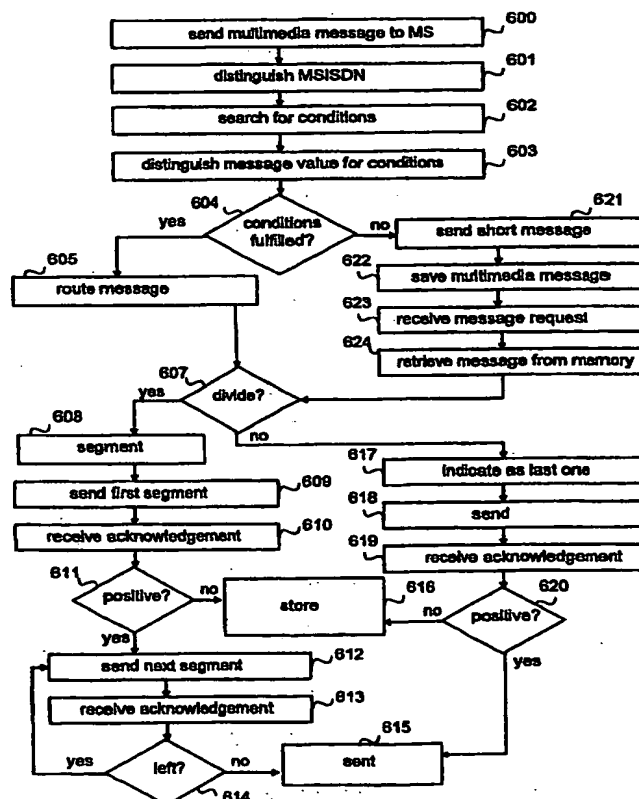 send multimedia message to MS 600
distinguish MSISDN 601
search for conditions 602
distinguish message value for conditions 603
604 conditions fulfilled?
yes
no
605 route message
621 send short message
622 save multimedia message
623 receive message request
624 retrieve message from memory
607 divide?
yes
no
608 segment
send first segment 609
receive acknowledgement 610
611 positive?
no
yes
616 store
617 indicate as last one
618 send
619 receive acknowledgement
620 positive?
no
yes
send next segment 612
receive acknowledgement 613
left? 614
yes
no
615 sent